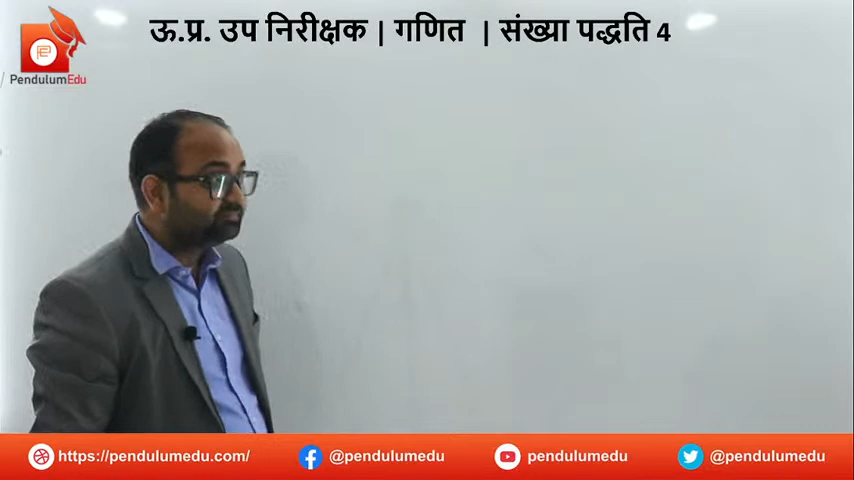 ऊ.प्र. उप निरीक्षक | गणित | संख्या पद्धति 4
PendulumEdu
https://pendulumedu.com/
@pendulumedu
pendulumedu
@pendulumedu